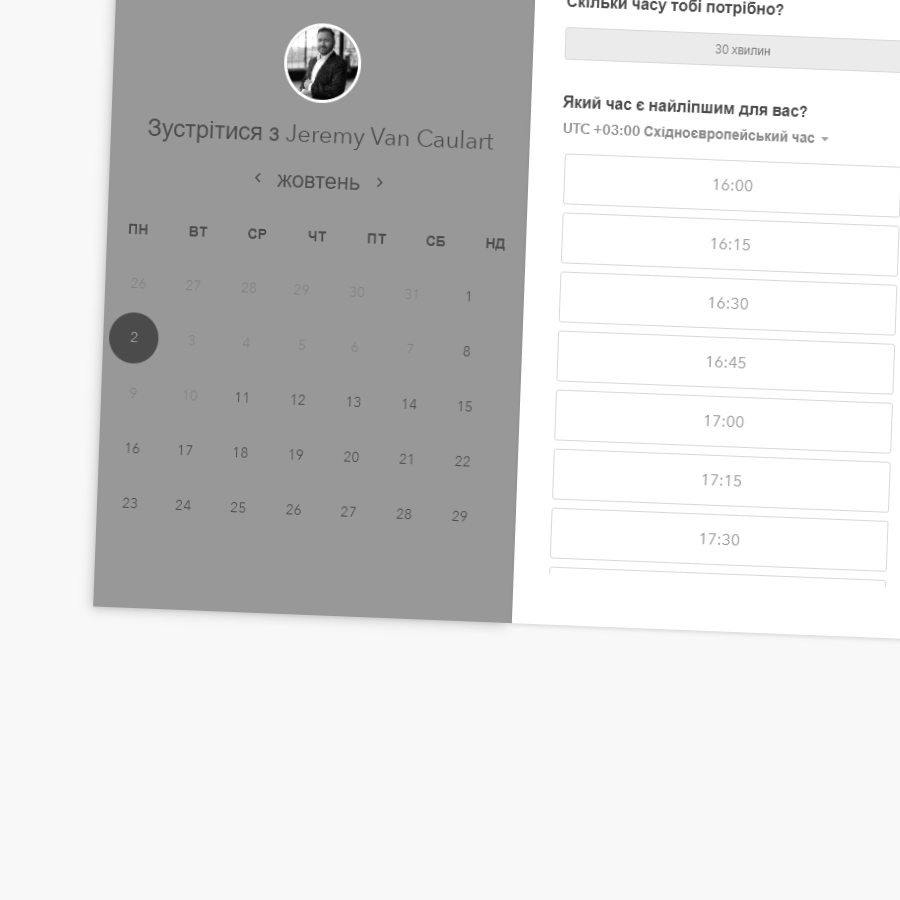 Зустрітися з Jeremy Van Caulart
жовтень
ПН ВТ СР ЧТ ПТ СБ НД
26 27 28 29 30 31 1
2 3 4 5 6 7 8
9 10 11 12 13 14 15
16 17 18 19 20 21 22
23 24 25 26 27 28 29
Скільки часу тобі потрібно?
30 хвилин
Який час є найліпшим для вас?
UTC +03:00 Східноєвропейський час
16:00
16:15
16:30
16:45
17:00
17:15
17:30